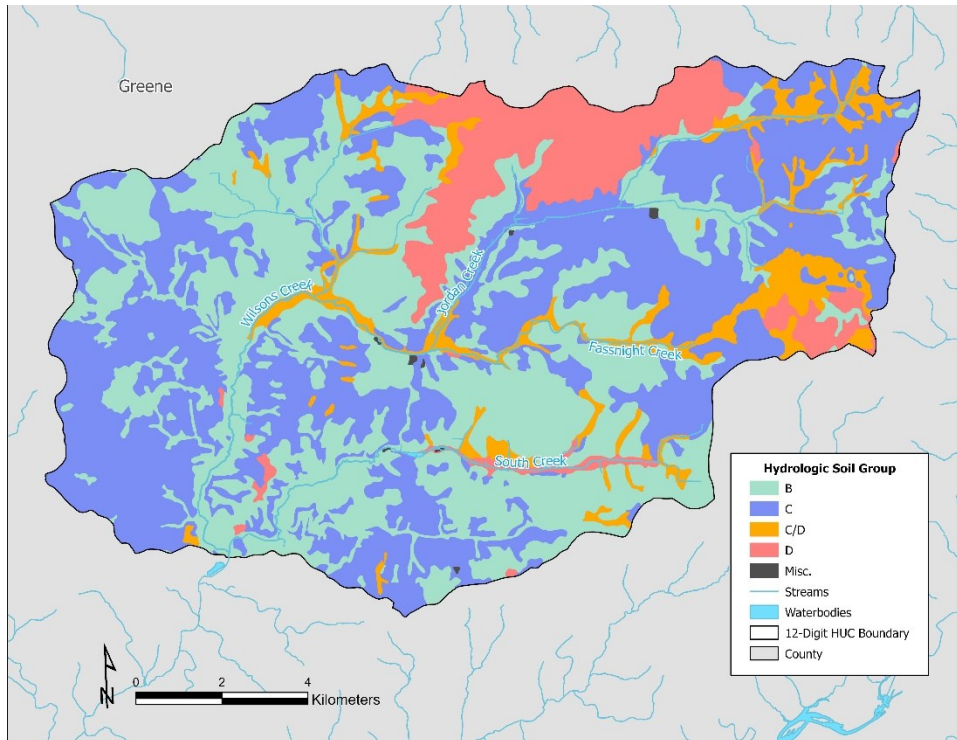 Greene
Wilsons Creek
Jordan Creek
Fassnight Creek
South Creek
Hydrologic Soil Group
B
C
C/D
D
Misc.
Streams
Waterbodies
12-Digit HUC Boundary
County
N
0 2 4
Kilometers